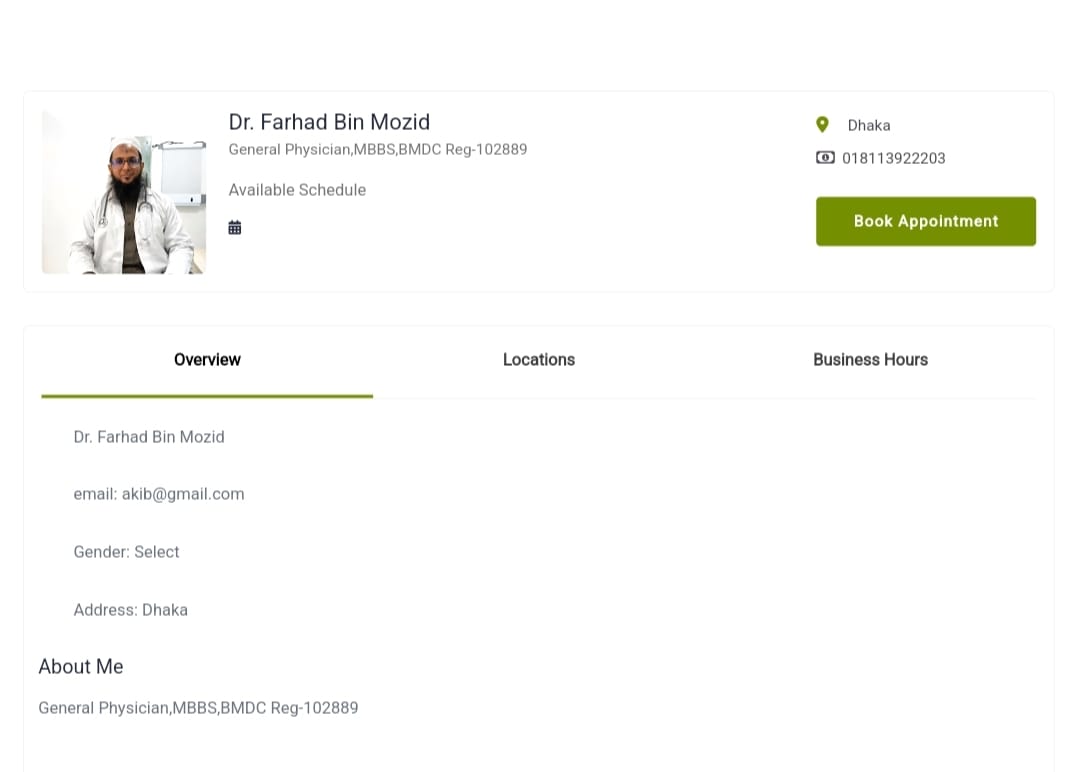 Dr. Farhad Bin Mozid
General Physician,MBBS,BMDC Reg-102889
Available Schedule
Dhaka
018113922203
Book Appointment
Overview
Locations
Business Hours
Dr. Farhad Bin Mozid
email: akib@gmail.com
Gender: Select
Address: Dhaka
About Me
General Physician,MBBS,BMDC Reg-102889